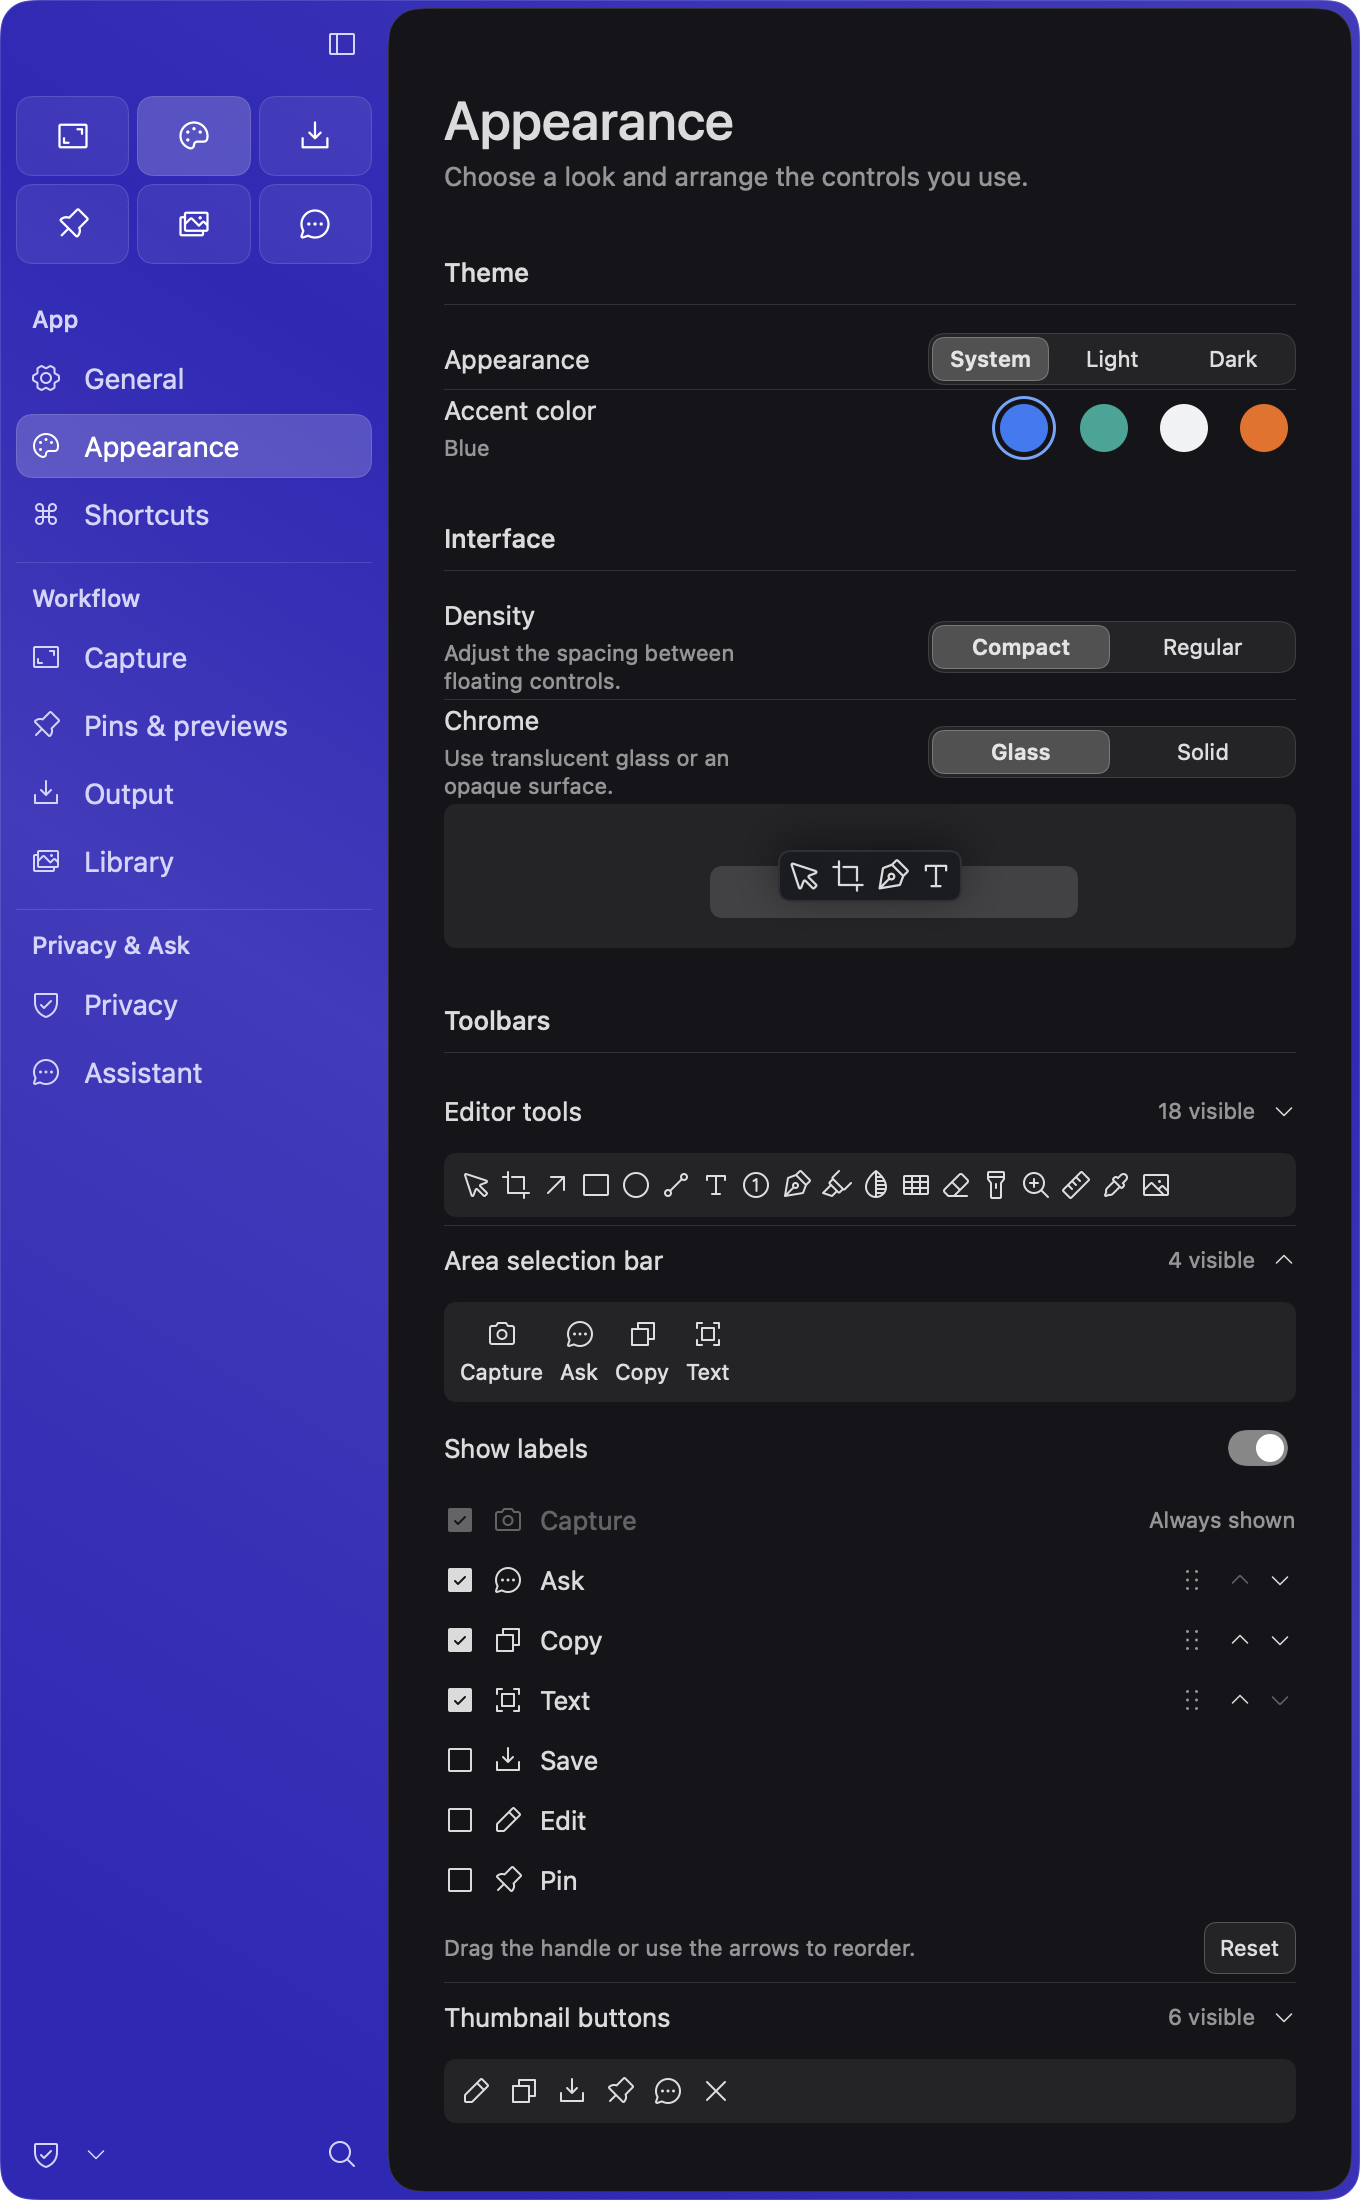 App
General
Appearance
Shortcuts
Workflow
Capture
Pins & previews
Output
Library
Privacy & Ask
Privacy
Assistant
Appearance
Choose a look and arrange the controls you use.
Theme
Appearance
System Light Dark
Accent color
Blue
Interface
Density
Adjust the spacing between
floating controls.
Compact Regular
Chrome
Use translucent glass or an
opaque surface.
Glass Solid
Toolbars
Editor tools 18 visible
Area selection bar 4 visible
Capture Ask Copy Text
Show labels
Capture Always shown
Ask
Copy
Text
Save
Edit
Pin
Drag the handle or use the arrows to reorder. Reset
Thumbnail buttons 6 visible